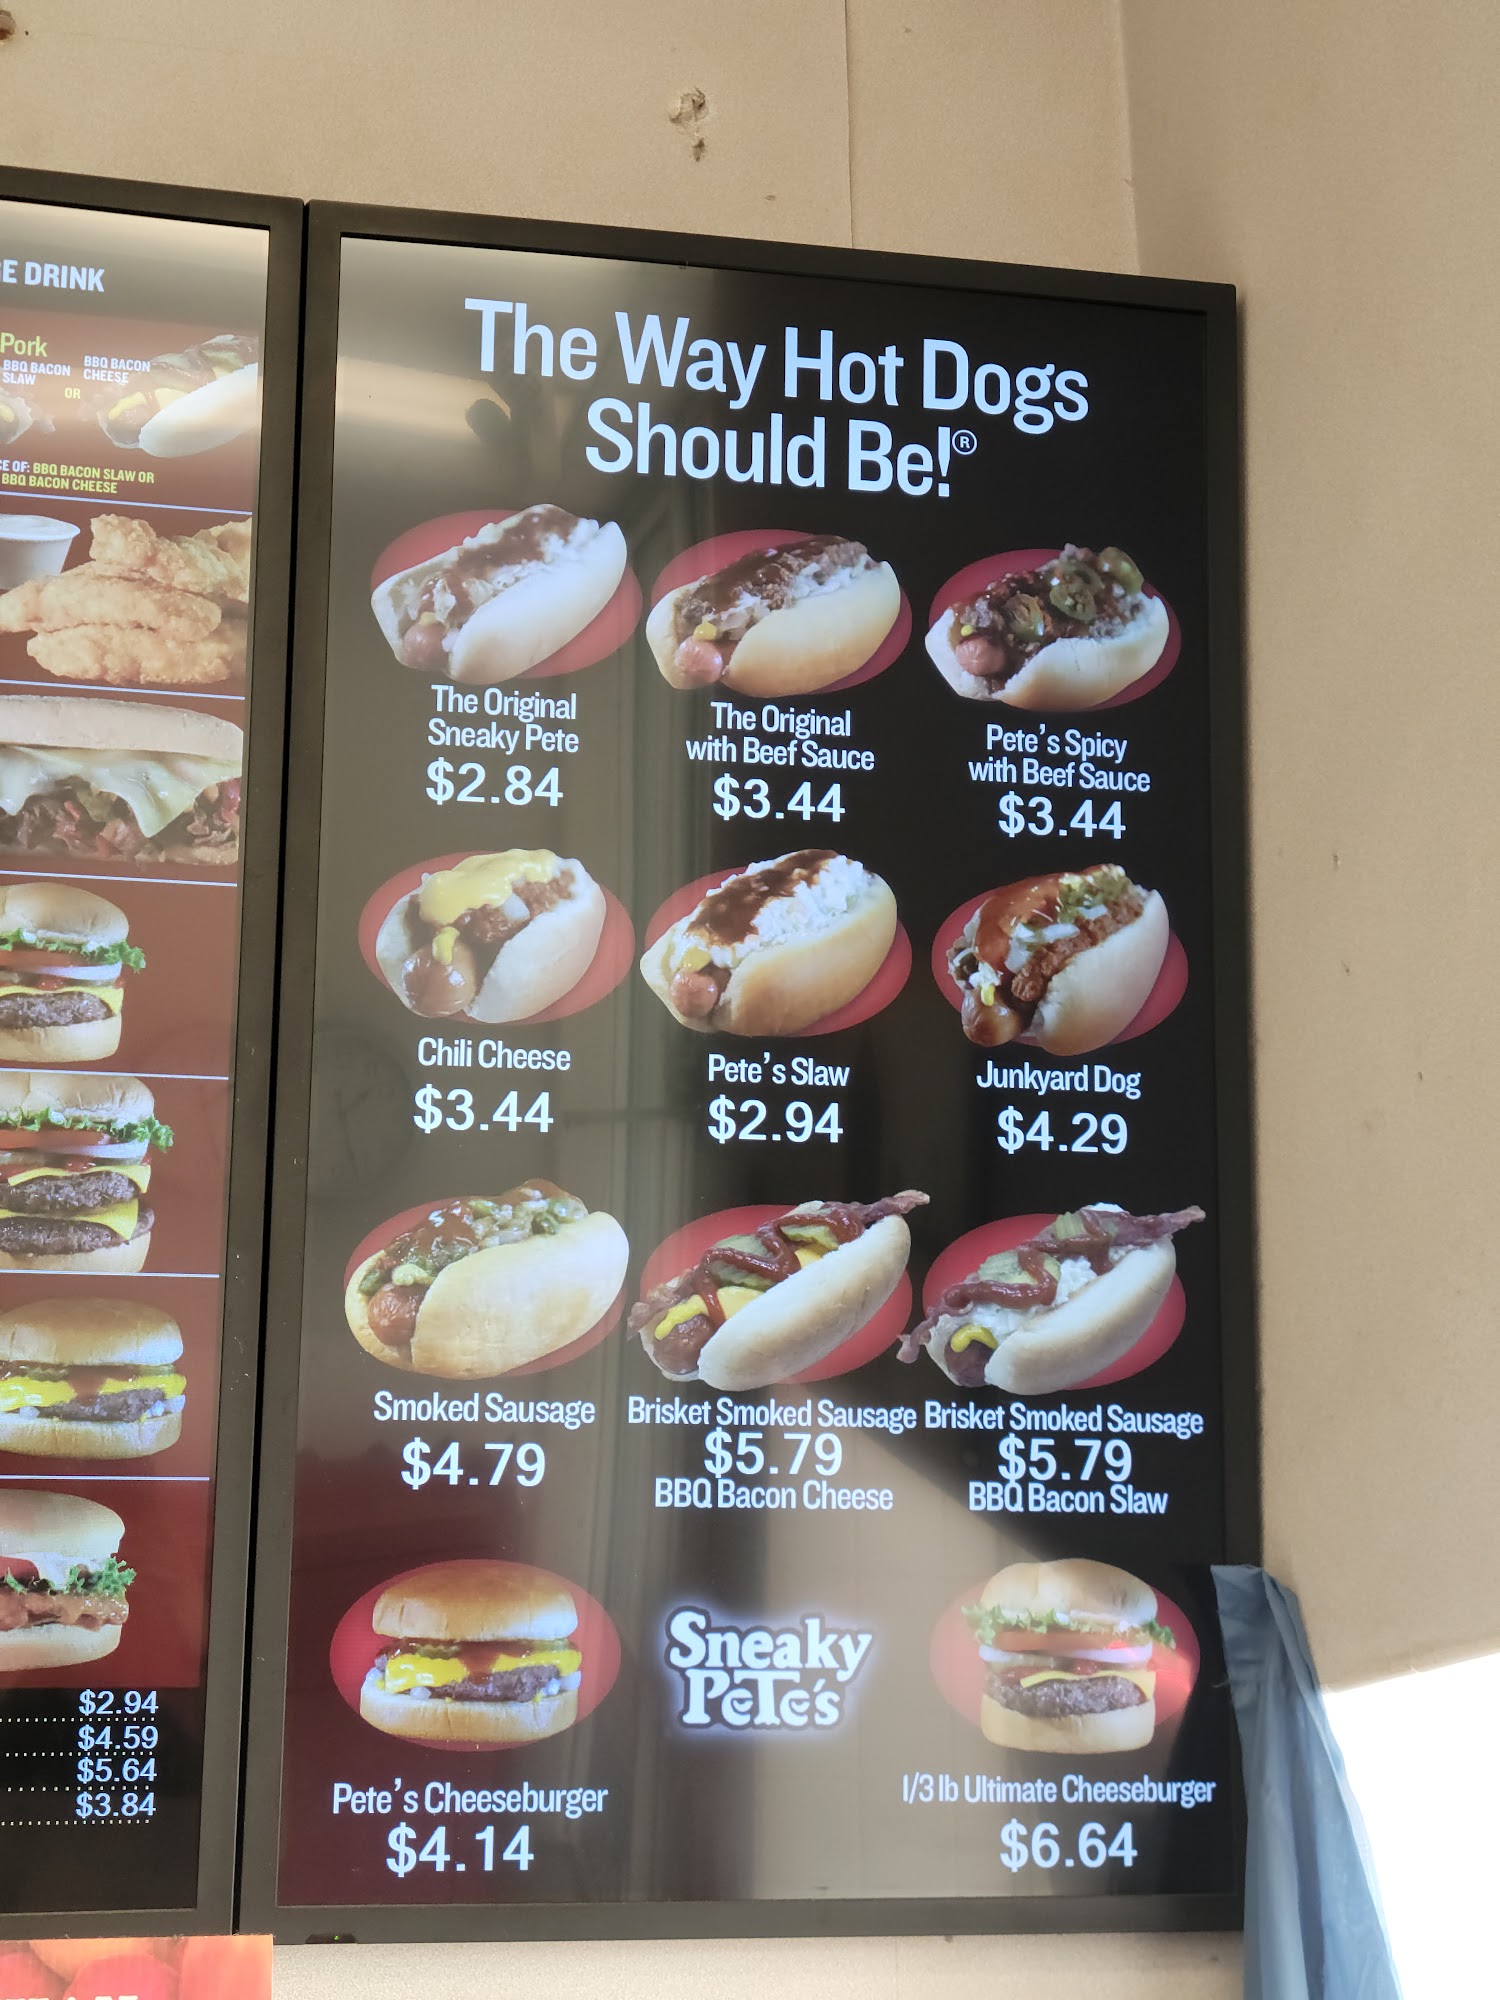 E DRINK
Pork
BBQ BACON
SLAW
OR
BBQ BACON
CHEESE
CE OF: BBQ BACON SLAW OR
BBQ BACON CHEESE
$2.94
$4.59
$5.64
$3.84
The Way Hot Dogs
Should Be!®
The Original
Sneaky Pete
$2.84
The Original
with Beef Sauce
$3.44
Pete's Spicy
with Beef Sauce
$3.44
Chili Cheese
$3.44
Pete's Slaw
$2.94
Junkyard Dog
$4.29
Smoked Sausage
$4.79
Brisket Smoked Sausage
$5.79
BBQ Bacon Cheese
Brisket Smoked Sausage
$5.79
BBQ Bacon Slaw
Pete's Cheeseburger
$4.14
Sneaky
Pete's
1/3 lb Ultimate Cheeseburger
$6.64